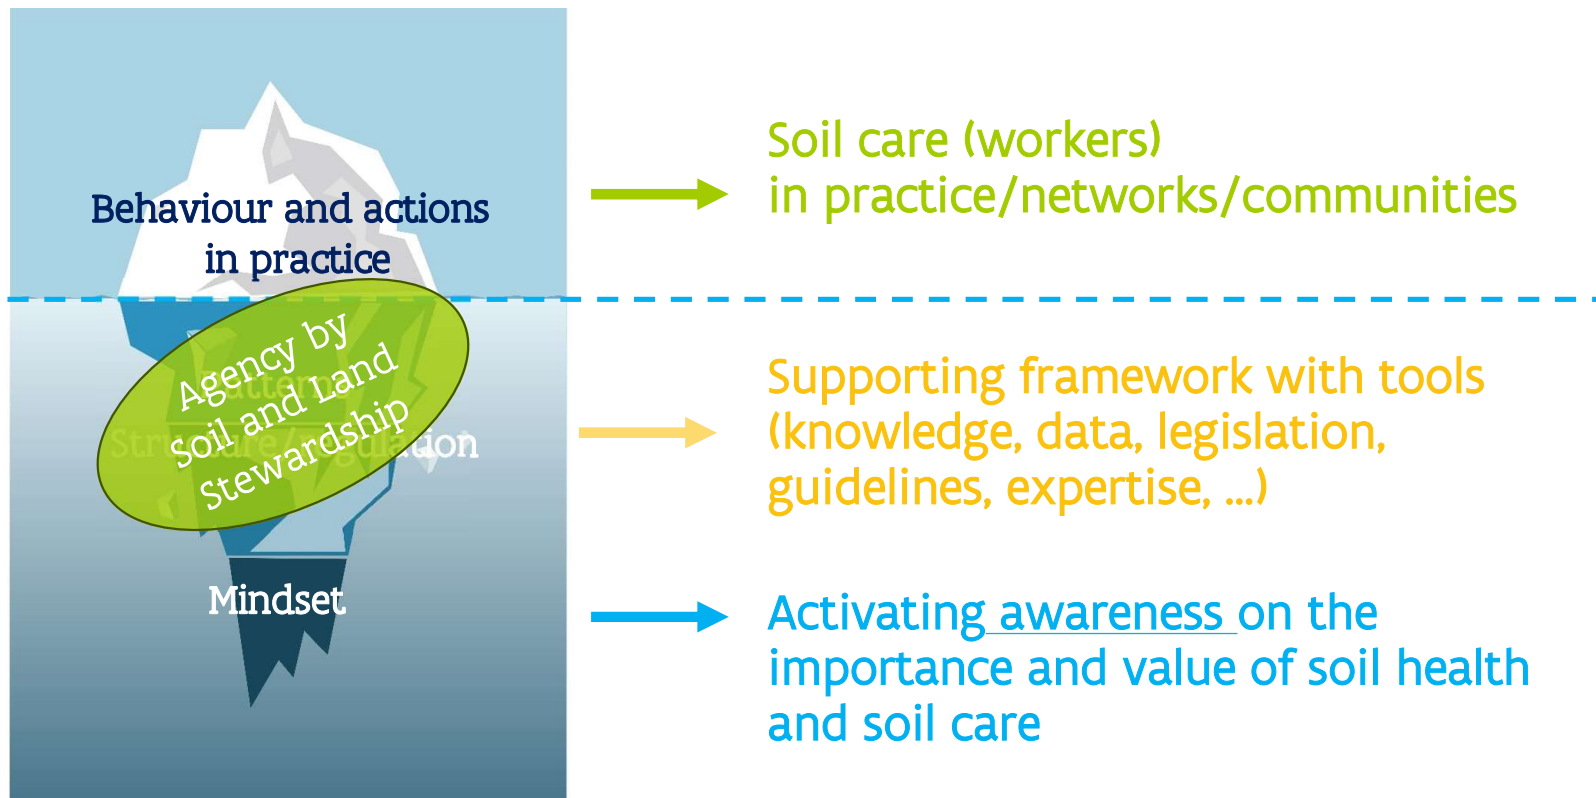 Behaviour and actions
in practice
Agency by
Soil and Land
Stewardship
Mindset
Soil care (workers)
in practice/networks/communities
Supporting framework with tools
(knowledge, data, legislation,
guidelines, expertise, …)
Activating awareness on the
importance and value of soil health
and soil care